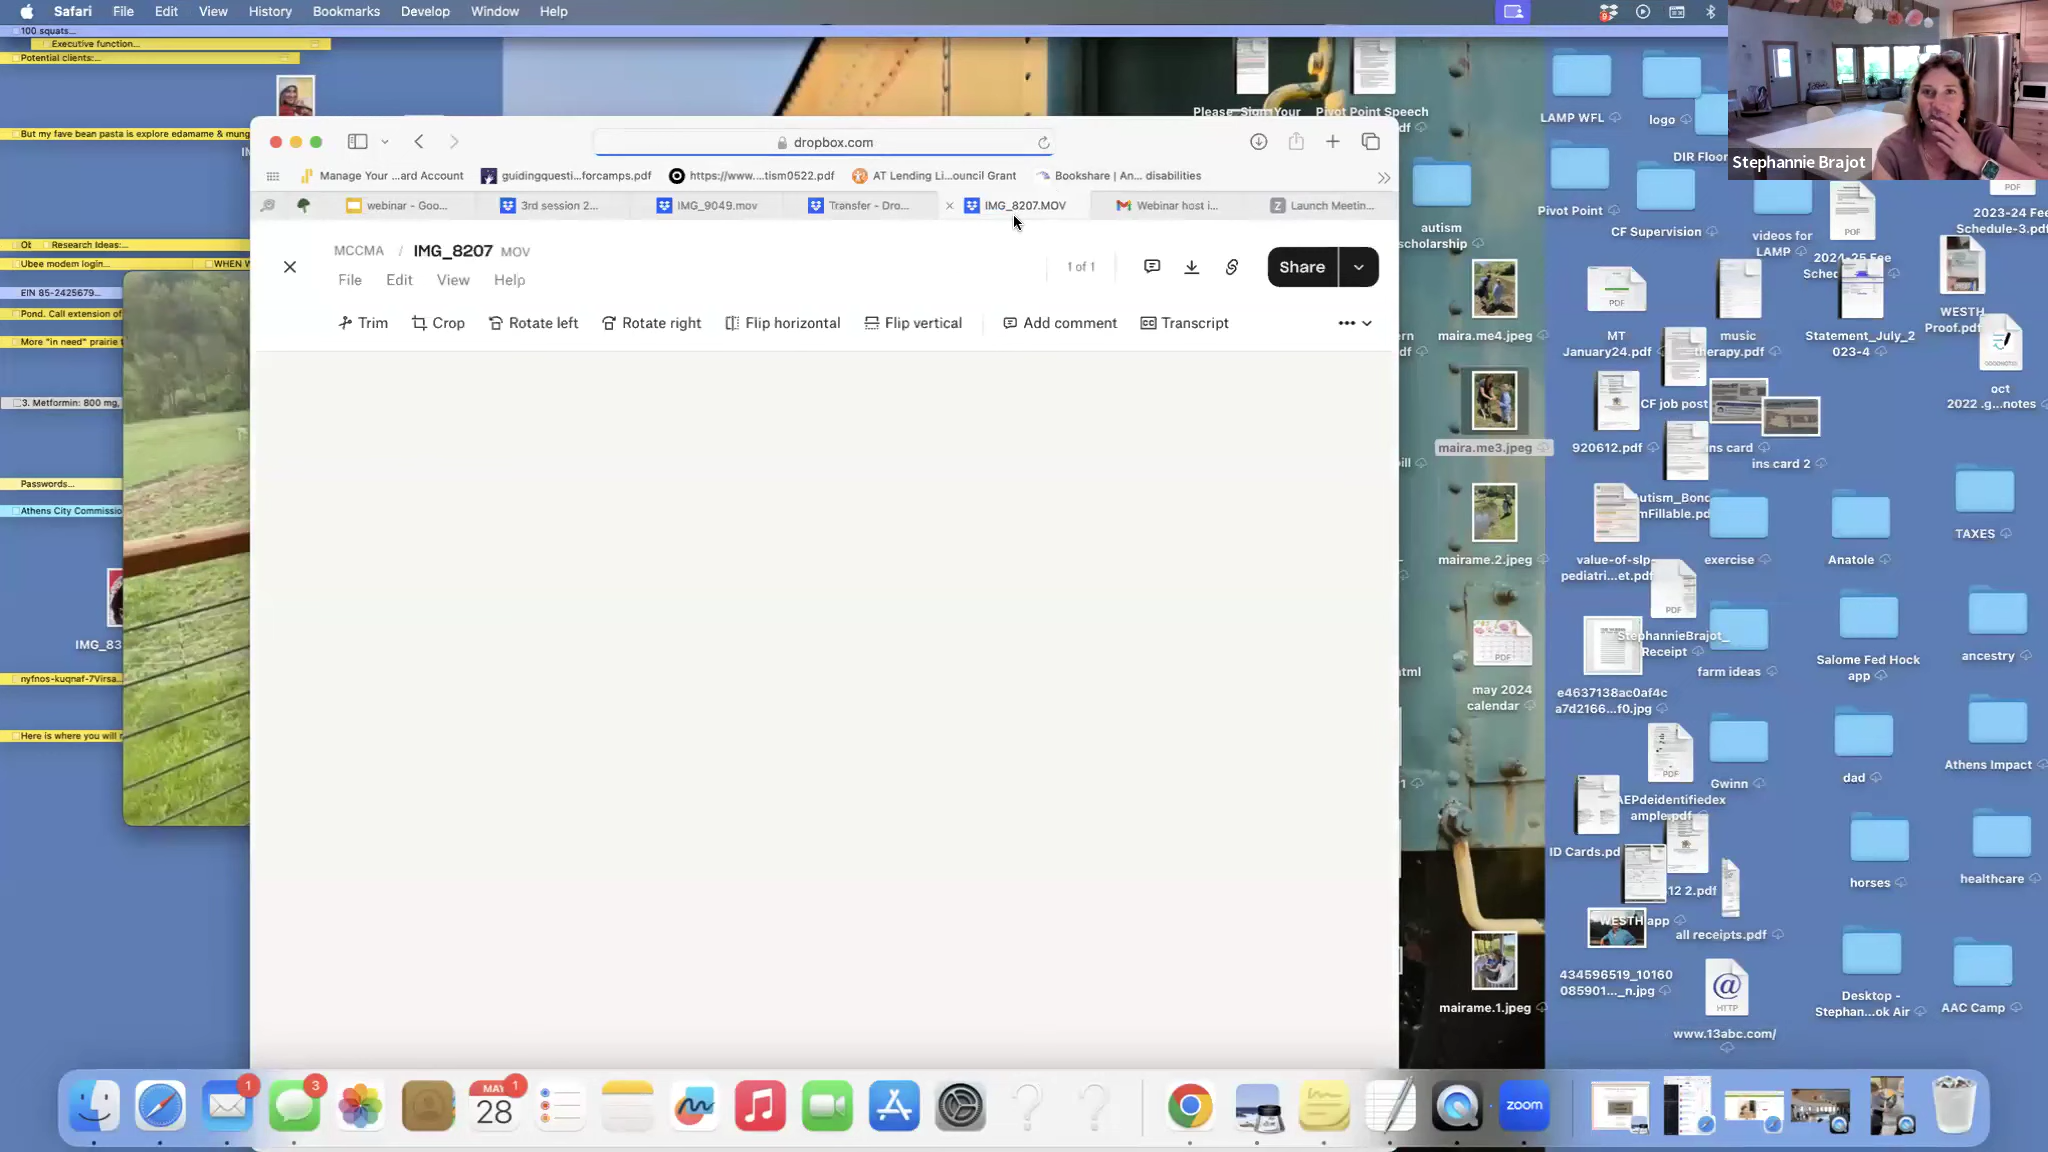 Safari File Edit View History Bookmarks Develop Window Help
100 squats...
Executive function...
Potential clients:...
But my fave bean pasta is explore edamame & mung
Research Ideas:...
Ubee modem login...
WHEN W
EIN 85-2425679...
Pond. Call extension of
More "in need" prairie
3. Metformin: 800 mg,
Passwords...
Athens City Commissio
IMG_83
nyfnos-kuqnaf-7Virsa...
Here is where you will
dropbox.com
Manage Your ...ard Account
guidingquesti...forcamps.pdf
https://www....tism0522.pdf
AT Lending Li...ouncil Grant
Bookshare | An... disabilities
webinar - Goo...
3rd session 2...
IMG_9049.mov
Transfer - Dro...
IMG_8207.MOV
Webinar host i...
Launch Meetin...
MCCMA / IMG_8207 MOV
File Edit View Help
1 of 1
Share
Trim Crop Rotate left Rotate right Flip horizontal Flip vertical Add comment Transcript
Stephannie Brajot
Pivot Point Speech
LAMP WFL
logo
DIR Floor
autism
scholarship
Pivot Point
CF Supervision
videos for
LAMP
2023-24 Fee
Schedule-3.pdf
2024-25 Fee
maira.me4.jpeg
MT
January24.pdf
music
therapy.pdf
Statement_July_2
023-4
WESTH
Proof.pdf
maira.me3.jpeg
920612.pdf
CF job post
ins card
ins card 2
oct
2022 .g...notes
mairame.2.jpeg
value-of-slp
pediatri...et.pdf
exercise
Anatole
TAXES
StephannieBrajot_
Receipt
farm ideas
Salome Fed Hock
app
ancestry
may 2024
calendar
e4637138ac0af4c
a7d2166...f0.jpg
Gwinn
dad
Athens Impact
AEPdeidentifiedex
ample.pdf
ID Cards.pd
12 2.pdf
horses
healthcare
WESTH app
all receipts.pdf
mairame.1.jpeg
434596519_10160
085901..._n.jpg
www.13abc.com/
Desktop -
Stephan...ok Air
AAC Camp
MAY
28
zoom